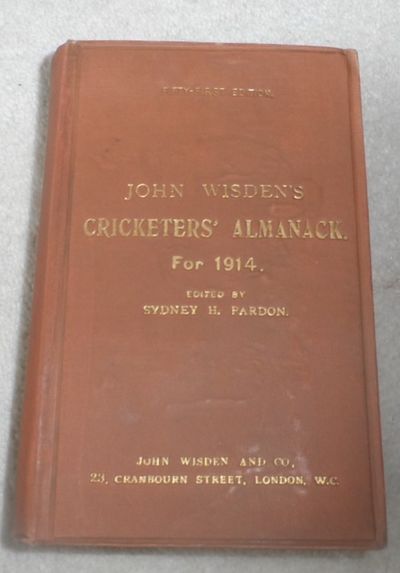 FIFTY-FIRST EDITION.
JOHN WISDEN'S
CRICKETERS' ALMANACK.
For 1914.
EDITED BY
SYDNEY H. PARDON.
JOHN WISDEN AND CO,
23, CRANBOURN STREET, LONDON, W.C.